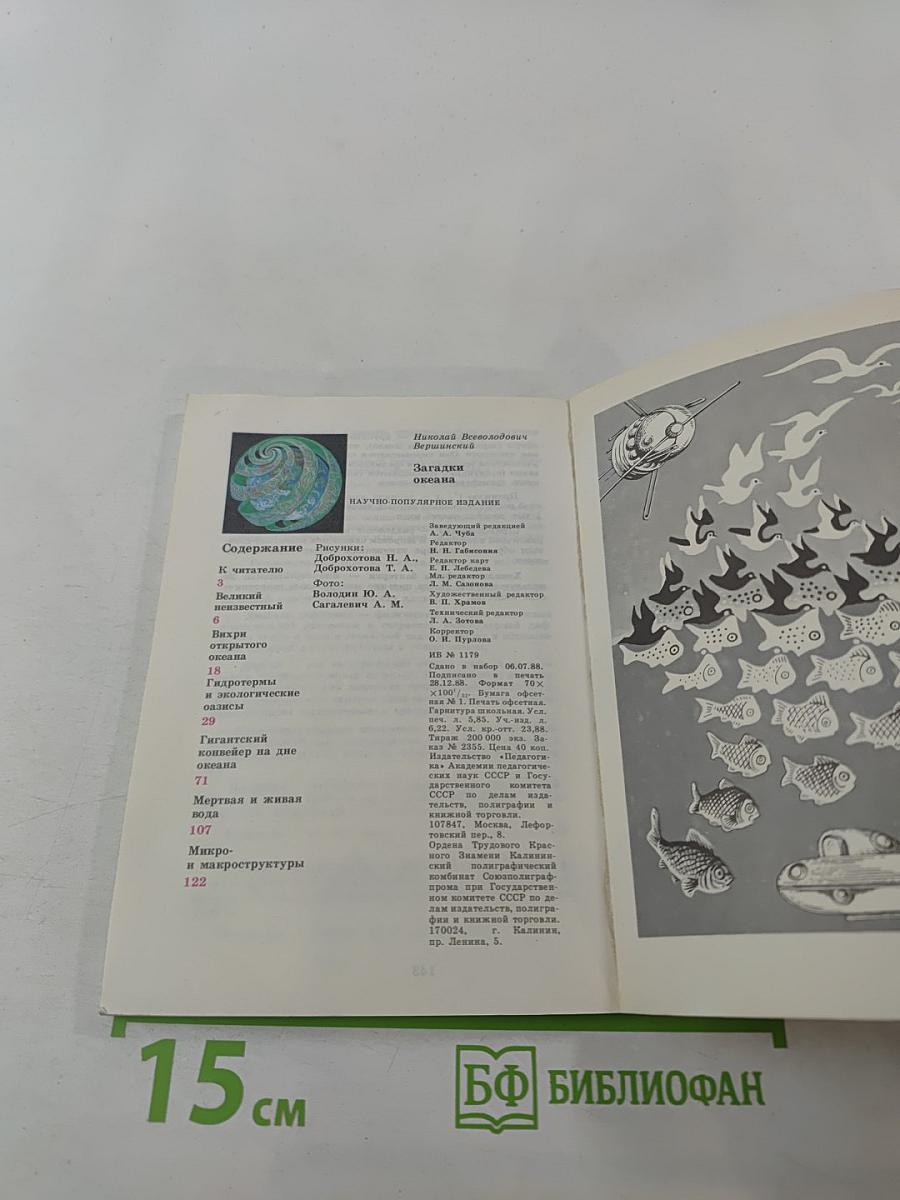 Николай Всеволодович
Вершинский
Загадки
океана
НАУЧНО-ПОПУЛЯРНОЕ ИЗДАНИЕ
Содержание
К читателю
3
Великий
неизвестный
6
Вихри
открытого
океана
18
Гидротермы
и экологические
оазисы
29
Гигантский
конвейер на дне
океана
71
Мертвая и живая
вода
107
Микро-
и макроструктуры
122
Рисунки:
Доброхотова Н. А.,
Доброхотова Т. А.
Фото:
Володин Ю. А.
Сагалевич А. М.
Заведующий редакцией
А. А. Чуба
Редактор
Н. Н. Габисония
Редактор карт
Е. Н. Лебедева
Мл. редактор
Л. М. Сазонова
Художественный редактор
В. П. Храмов
Технический редактор
Л. А. Зотова
Корректор
О. И. Пурлова
ИБ № 1179
Сдано в набор 06.07.88.
Подписано в печать
28.12.88. Формат 70×
×100¹/₃₂. Бумага офсет-
ная № 1. Печать офсетная.
Гарнитура школьная. Усл.
печ. л. 5,85. Уч.-изд. л.
6,22. Усл. кр.-отт. 23,88.
Тираж 200 000 экз. За-
каз № 2355. Цена 40 коп.
Издательство «Педагоги-
ка» Академии педагогиче-
ских наук СССР и Госу-
дарственного комитета
СССР по делам изда-
тельств, полиграфии и
книжной торговли.
107847, Москва, Лефор-
товский пер., 8.
Ордена Трудового Крас-
ного Знамени Калинин-
ский полиграфический
комбинат Союзполиграф-
прома при Государствен-
ном комитете СССР по де-
лам издательств, полигра-
фии и книжной торговли.
170024, г. Калинин,
пр. Ленина, 5.
143
15 см
БФ БИБЛИОФАН